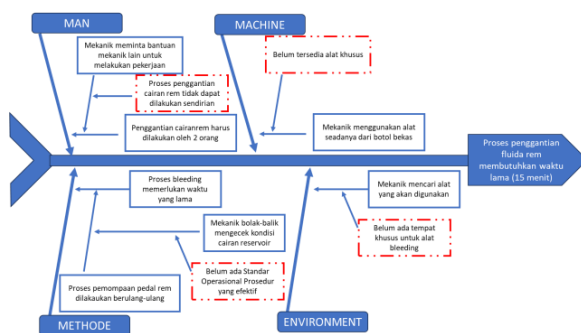 MAN
MACHINE
Mekanik meminta bantuan
mekanik lain untuk
melakukan pekerjaan
Belum tersedia alat khusus
Proses penggantian
cairan rem tidak dapat
dilakukan sendirian
Penggantian cairanrem harus
dilakukan oleh 2 orang
Mekanik menggunakan alat
seadanya dari botol bekas
Proses penggantian
fluida rem
membutuhkan waktu
lama (15 menit)
Proses bleeding
memerlukan waktu
yang lama
Mekanik mencari alat
yang akan digunakan
Mekanik bolak-balik
mengecek kondisi
cairan reservoir
Belum ada tempat
khusus untuk alat
bleeding
Proses pemompaan pedal rem
dilakaukan berulang-ulang
Belum ada Standar
Operasional Prosedur
yang efektif
METHODE
ENVIRONMENT